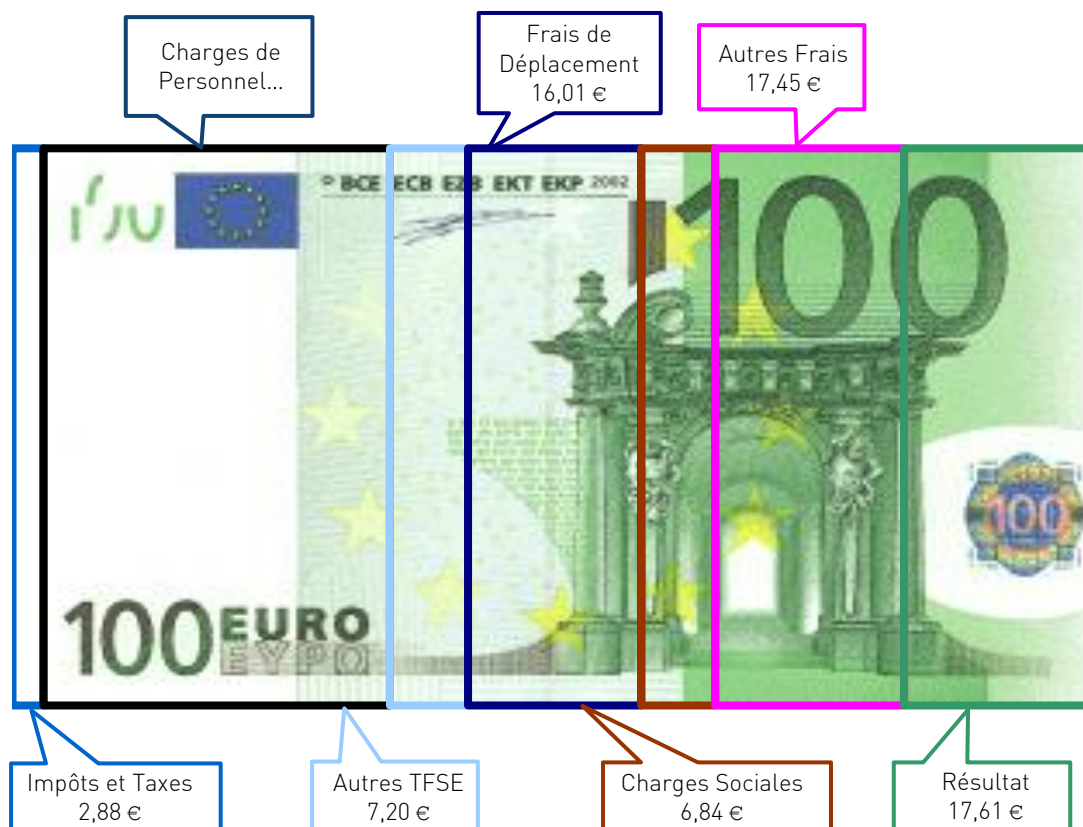 Charges de
Personnel...
Frais de
Déplacement
16,01 €
Autres Frais
17,45 €
© BCE ECB EZB EKT EKP 2002
100
100
100 EURO
ΕΥΡΩ
Impôts et Taxes
2,88 €
Autres TFSE
7,20 €
Charges Sociales
6,84 €
Résultat
17,61 €